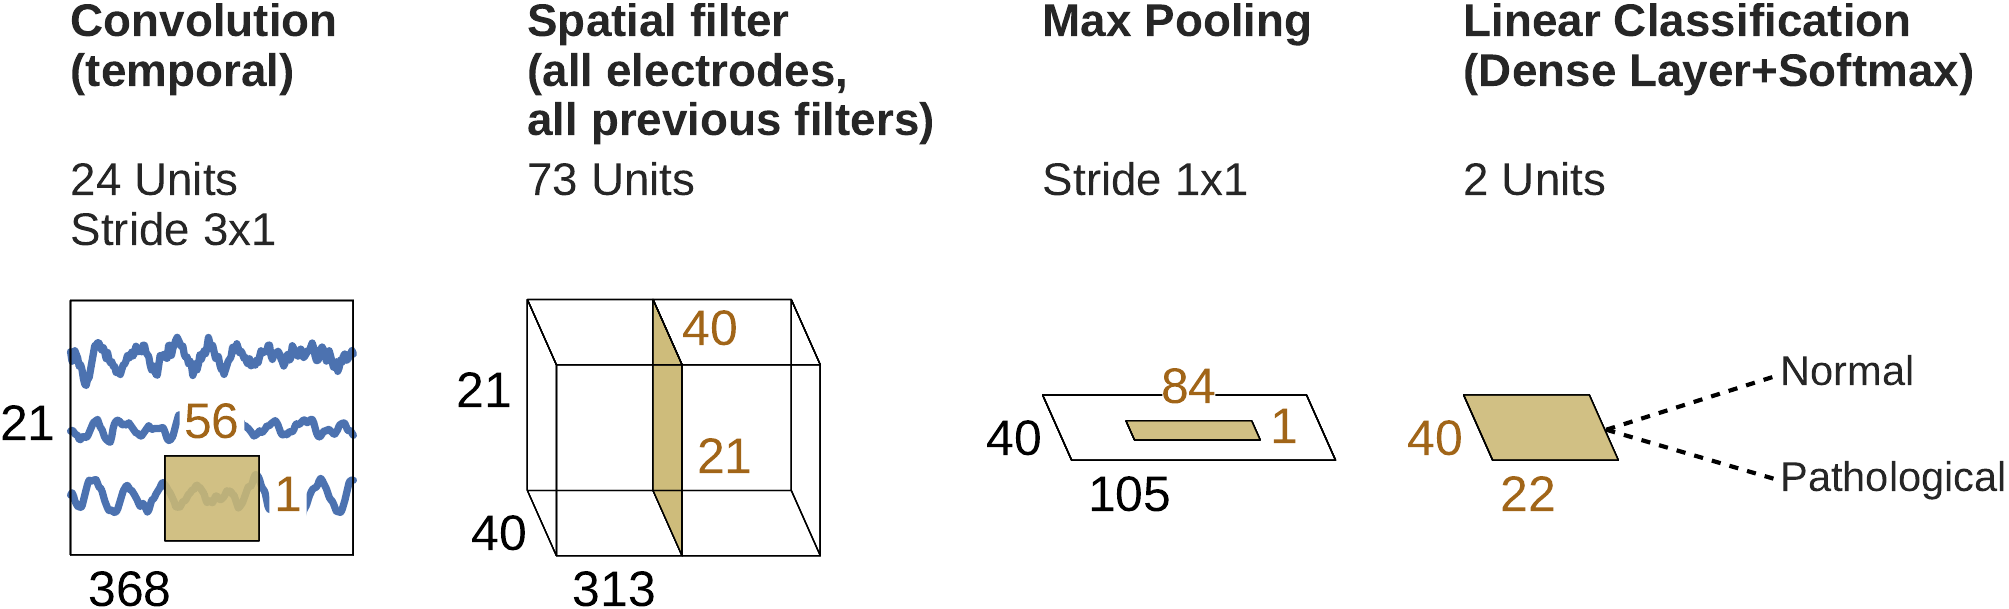 Convolution
(temporal)
24 Units
Stride 3x1
21
56
1
368
Spatial filter
(all electrodes,
all previous filters)
73 Units
40
21
21
40
313
Max Pooling
Stride 1x1
84
40
1
105
Linear Classification
(Dense Layer+Softmax)
2 Units
40
22
Normal
Pathological